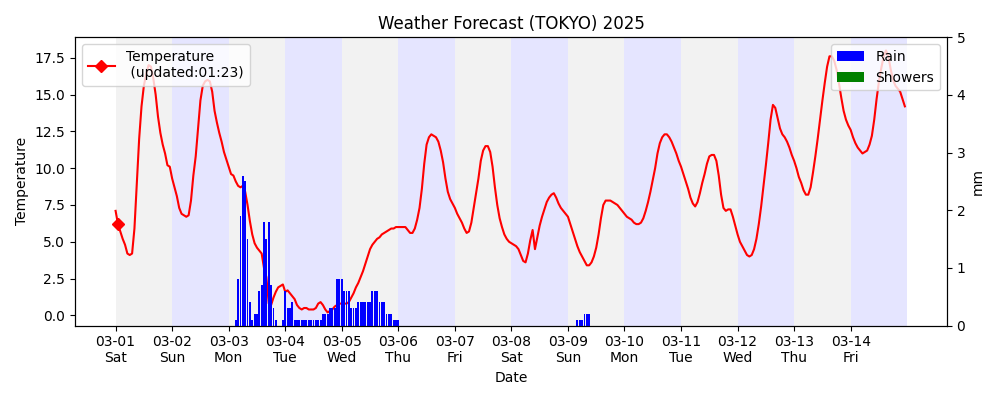 Weather Forecast (TOKYO) 2025
Temperature
(updated:01:23)
Rain
Showers
17.5
15.0
12.5
10.0
7.5
5.0
2.5
0.0
Temperature
5
4
3
2
1
0
mm
03-01 03-02 03-03 03-04 03-05 03-06 03-07 03-08 03-09 03-10 03-11 03-12 03-13 03-14
Sat Sun Mon Tue Wed Thu Fri Sat Sun Mon Tue Wed Thu Fri
Date